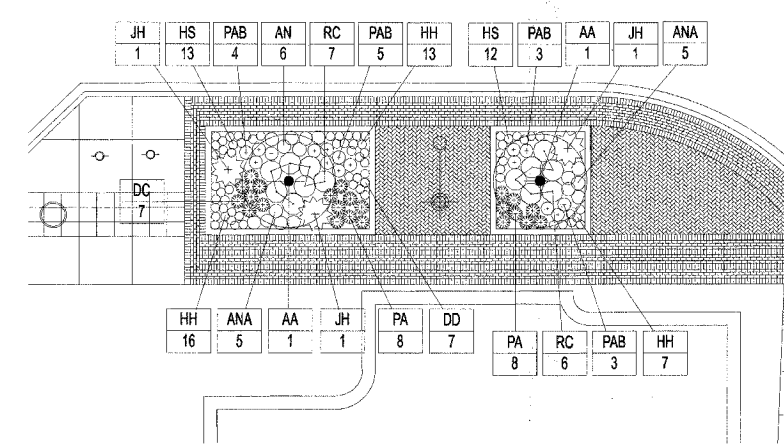 JH HS PAB AN RC PAB HH HS PAB AA JH ANA
1 13 4 6 7 5 13 12 3 1 1 5
DC
7
HH ANA AA JH PA DD
16 5 1 1 8 7
PA RC PAB HH
8 6 3 7